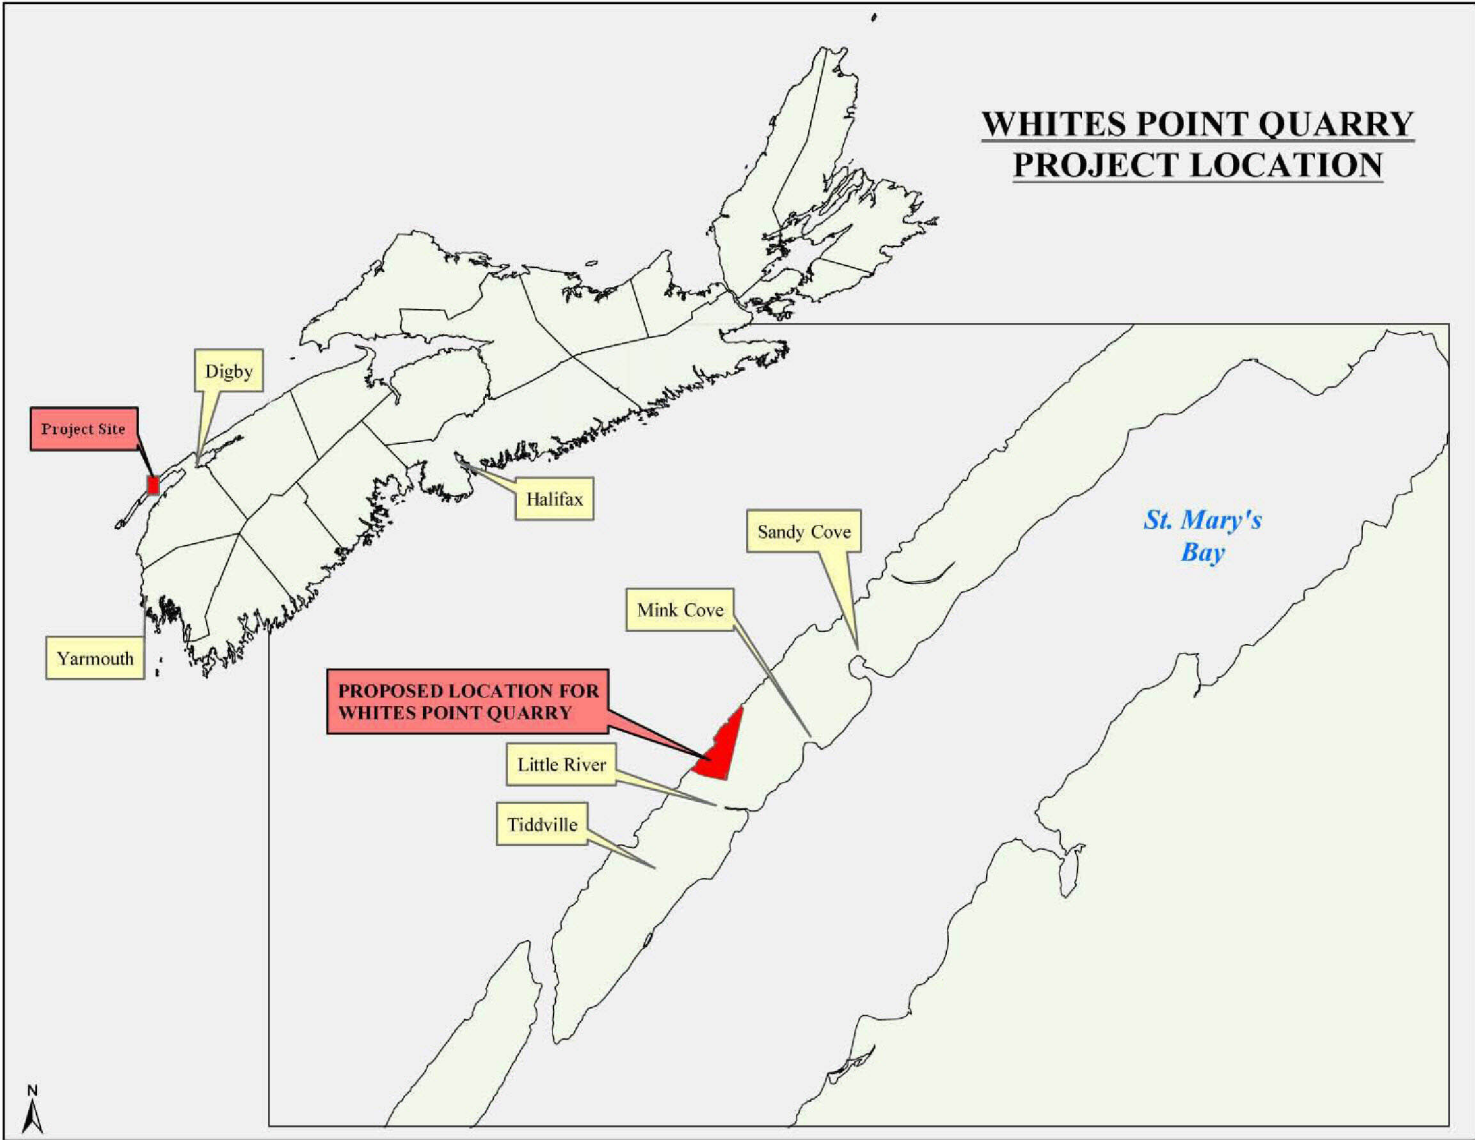 WHITES POINT QUARRY
PROJECT LOCATION
Digby
Project Site
Halifax
Yarmouth
St. Mary's
Bay
Sandy Cove
Mink Cove
PROPOSED LOCATION FOR
WHITES POINT QUARRY
Little River
Tiddville
N